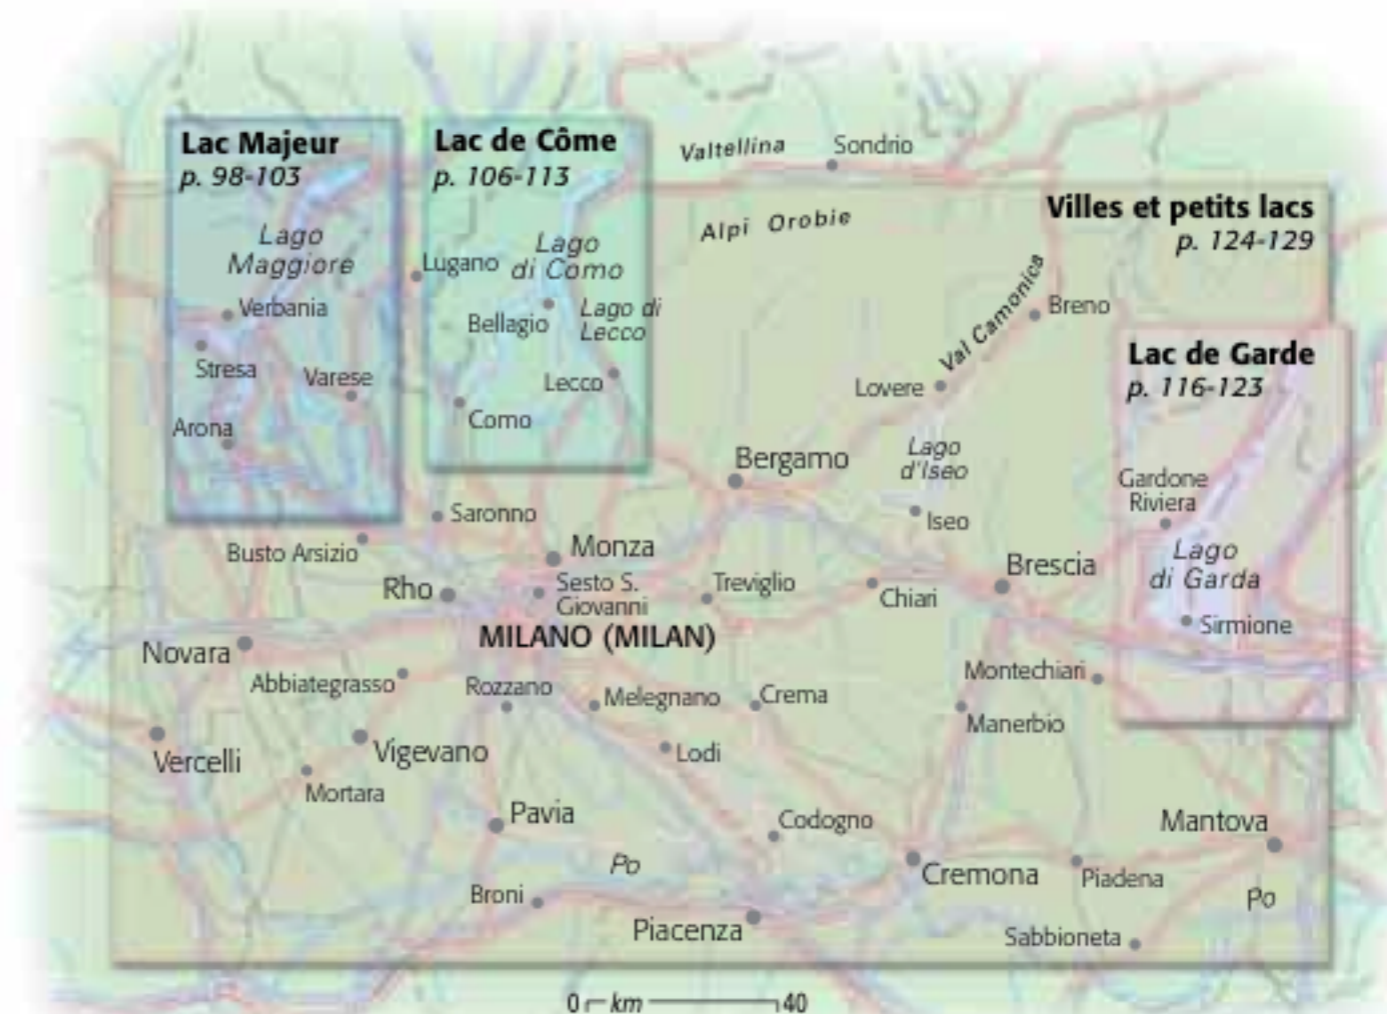 Lac Majeur
p. 98-103
Lago
Maggiore
Verbania
Stresa
Varese
Arona
Lac de Côme
p. 106-113
Lugano
Lago
di Como
Bellagio
Lago di
Lecco
Lecco
Como
Valtellina
Sondrio
Alpi Orobie
Villes et petits lacs
p. 124-129
Val Camonica
Breno
Lovere
Lago
d'Iseo
Iseo
Bergamo
Lac de Garde
p. 116-123
Gardone
Riviera
Lago
di Garda
Sirmione
Saronno
Busto Arsizio
Monza
Rho
Sesto S.
Giovanni
Treviglio
Chiari
Brescia
MILANO (MILAN)
Novara
Abbiategrasso
Rozzano
Melegnano
Crema
Montechiari
Manerbio
Vercelli
Vigevano
Lodi
Mortara
Pavia
Codogno
Mantova
Po
Cremona
Piadena
Broni
Po
Piacenza
Sabbioneta
0 km 40